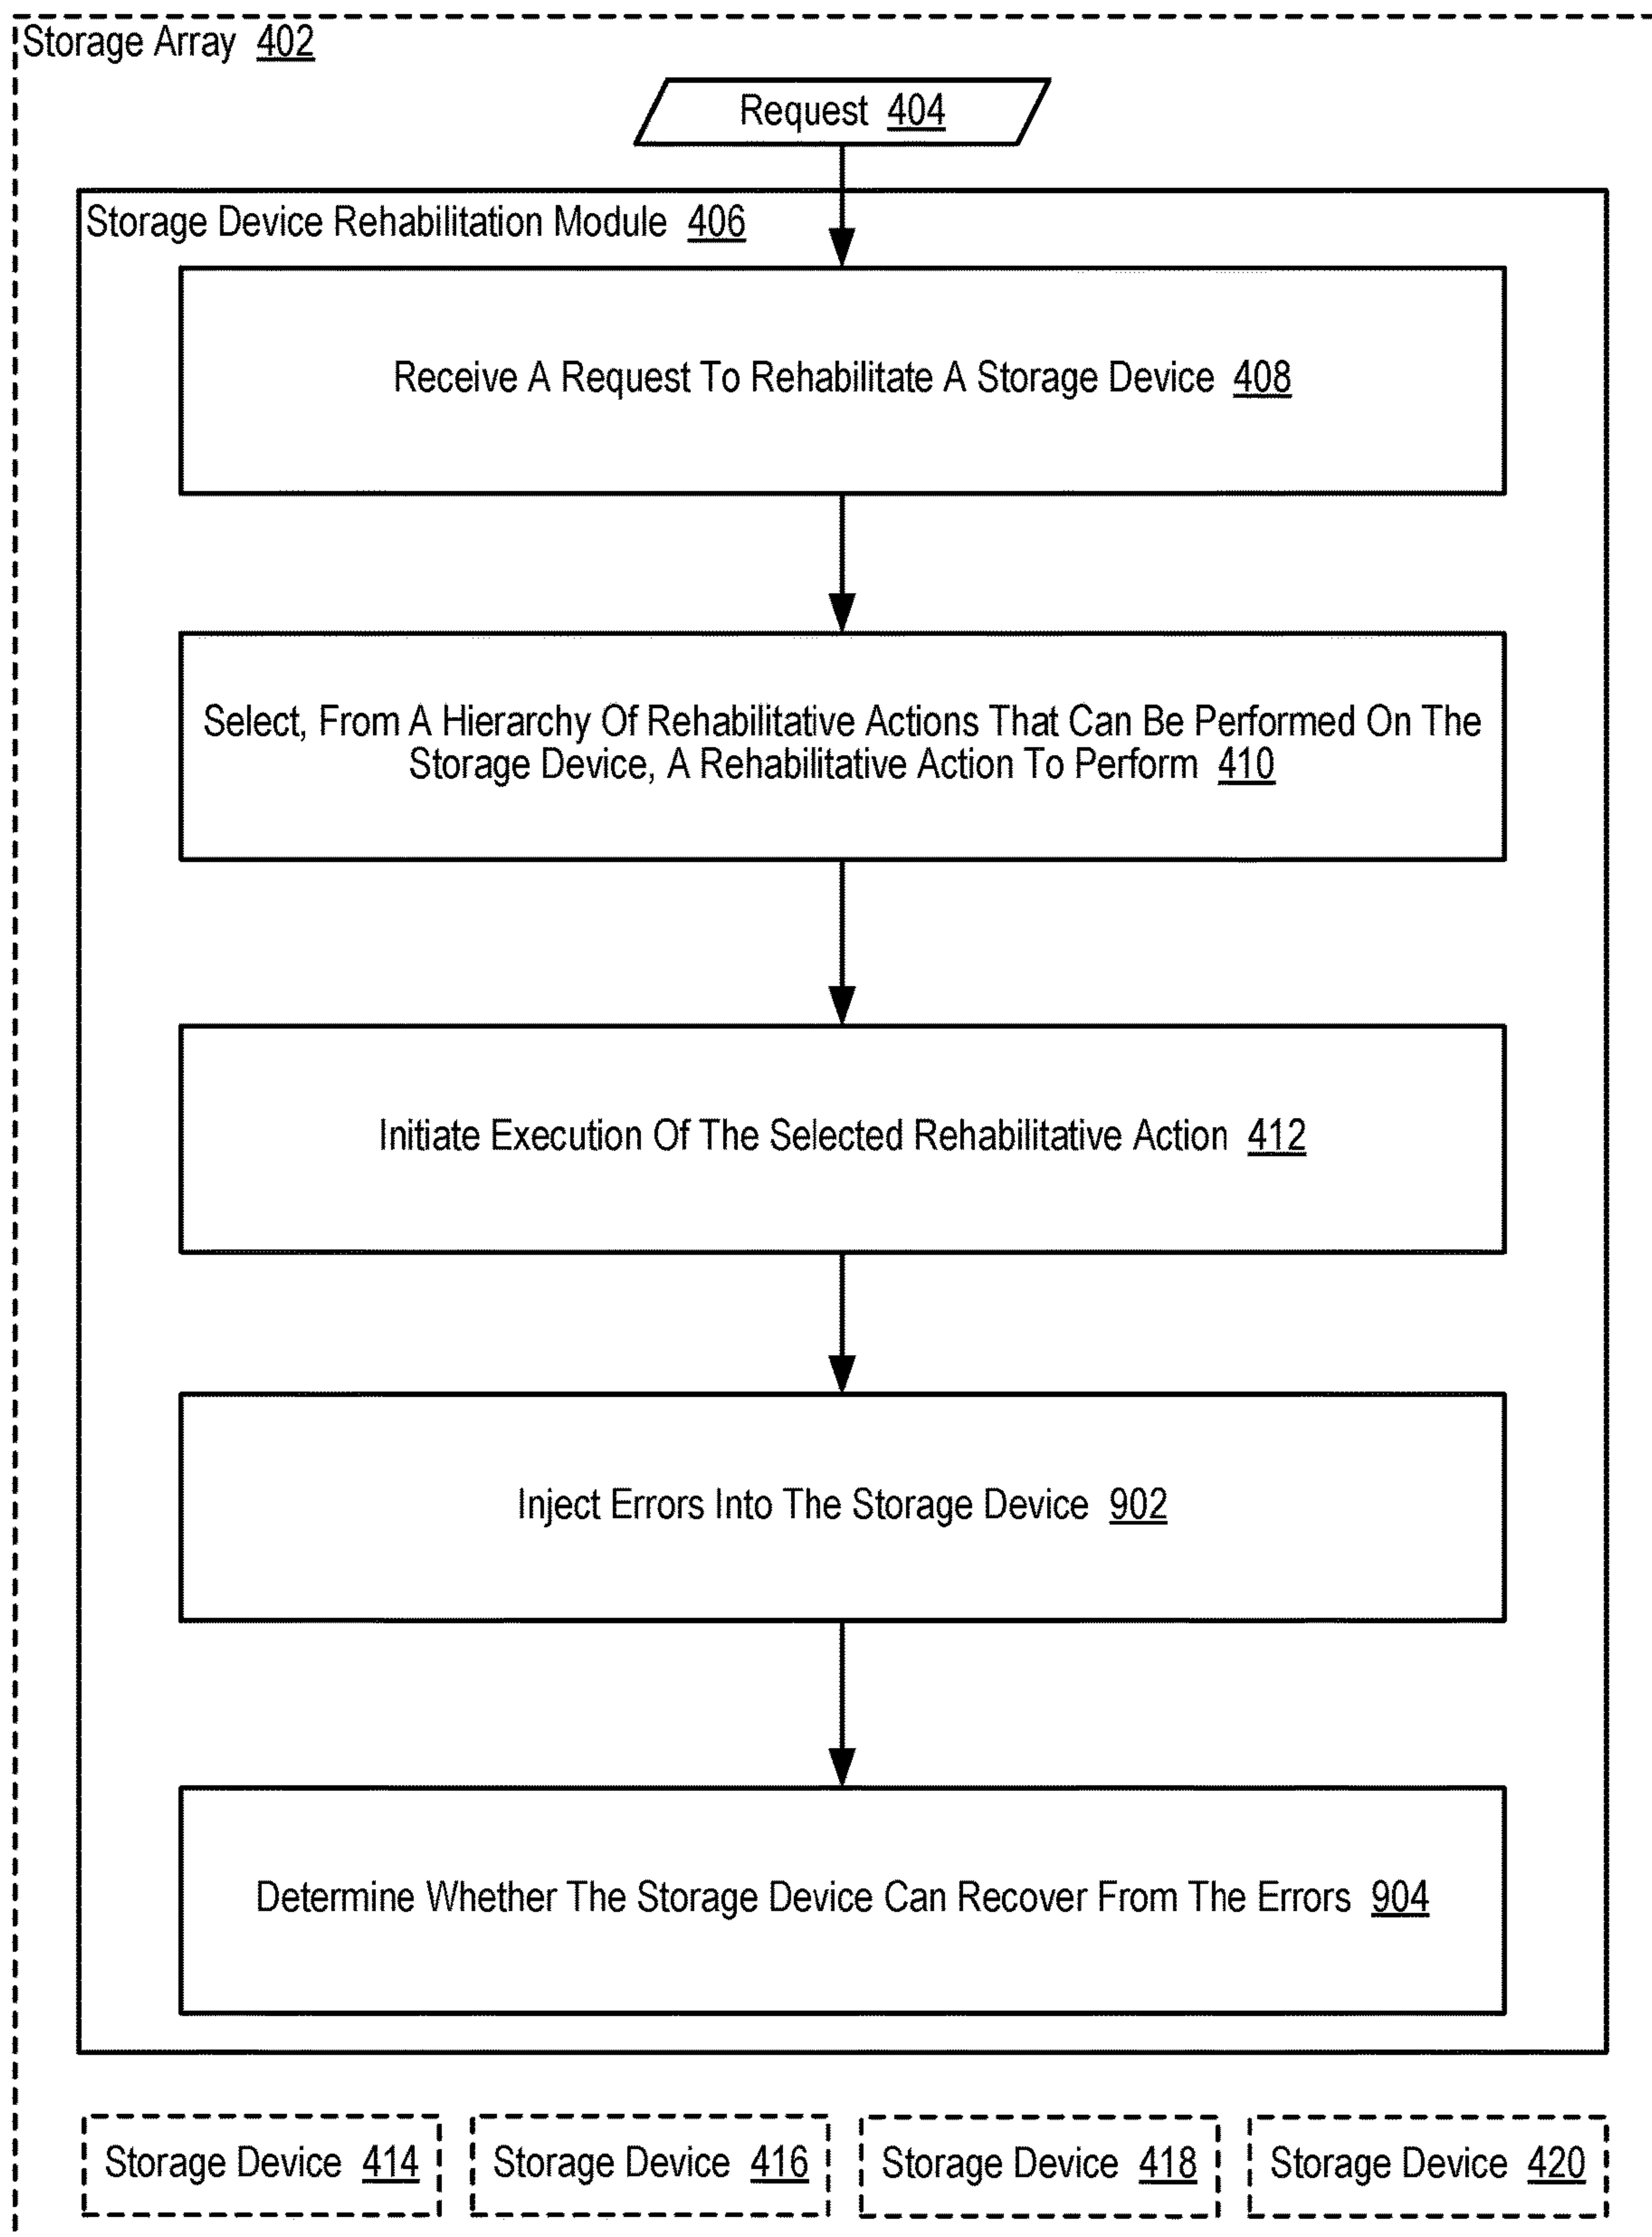 Storage Array 402
Request 404
Storage Device Rehabilitation Module 406
Receive A Request To Rehabilitate A Storage Device 408
Select, From A Hierarchy Of Rehabilitative Actions That Can Be Performed On The
Storage Device, A Rehabilitative Action To Perform 410
Initiate Execution Of The Selected Rehabilitative Action 412
Inject Errors Into The Storage Device 902
Determine Whether The Storage Device Can Recover From The Errors 904
Storage Device 414
Storage Device 416
Storage Device 418
Storage Device 420